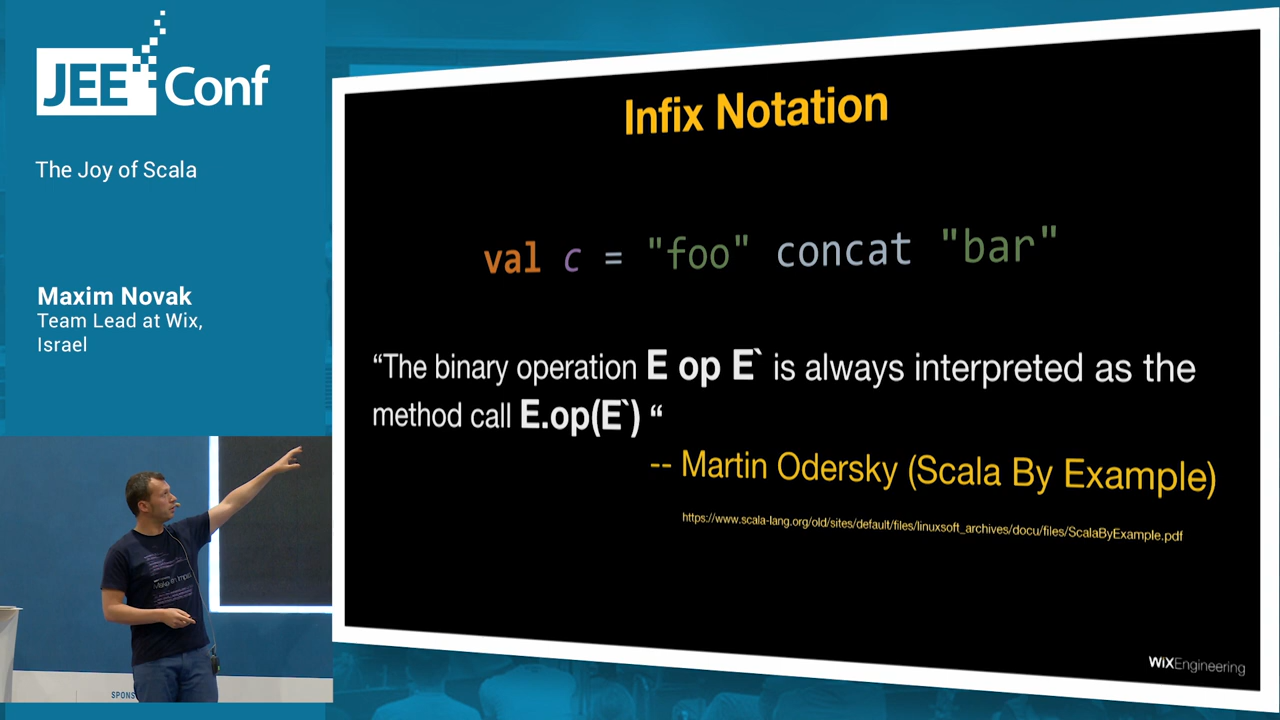 JEE Conf
The Joy of Scala
Maxim Novak
Team Lead at Wix,
Israel
SPONS
Infix Notation
val c = "foo" concat "bar"
“The binary operation E op E` is always interpreted as the
method call E.op(E`) “
-- Martin Odersky (Scala By Example)
https://www.scala-lang.org/old/sites/default/files/linuxsoft_archives/docu/files/ScalaByExample.pdf
WiXEngineering